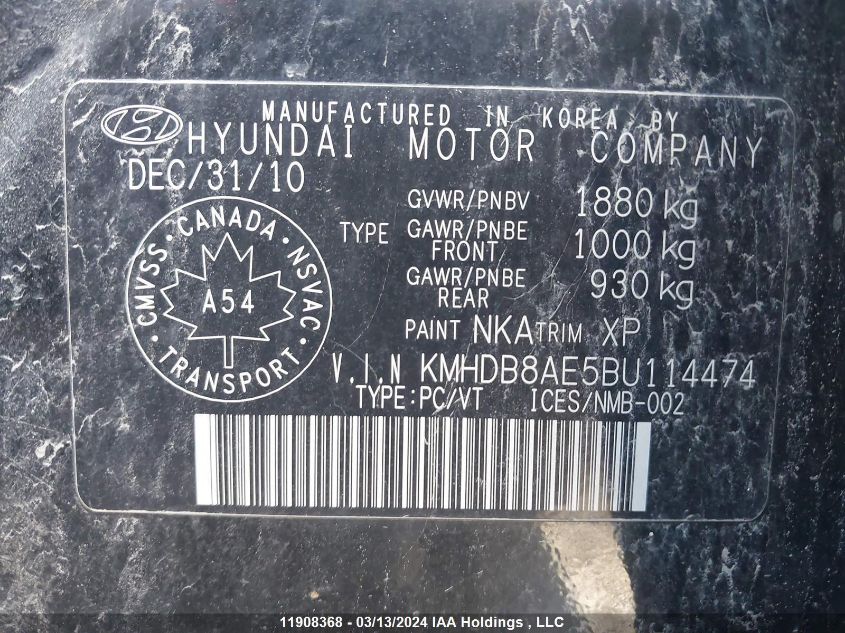 MANUFACTURED IN KOREA BY
HYUNDAI MOTOR COMPANY
DEC/31/10
GVWR/PNBV 1880 kg
TYPE GAWR/PNBE FRONT 1000 kg
GAWR/PNBE REAR 930 kg
PAINT NKA TRIM XP
V.I.N KMHDB8AE5BU114474
TYPE:PC/VT ICES/NMB-002
CANADA · NSVAC · TRANSPORT · CMVSS ·
A54
11908368 - 03/13/2024 IAA Holdings , LLC